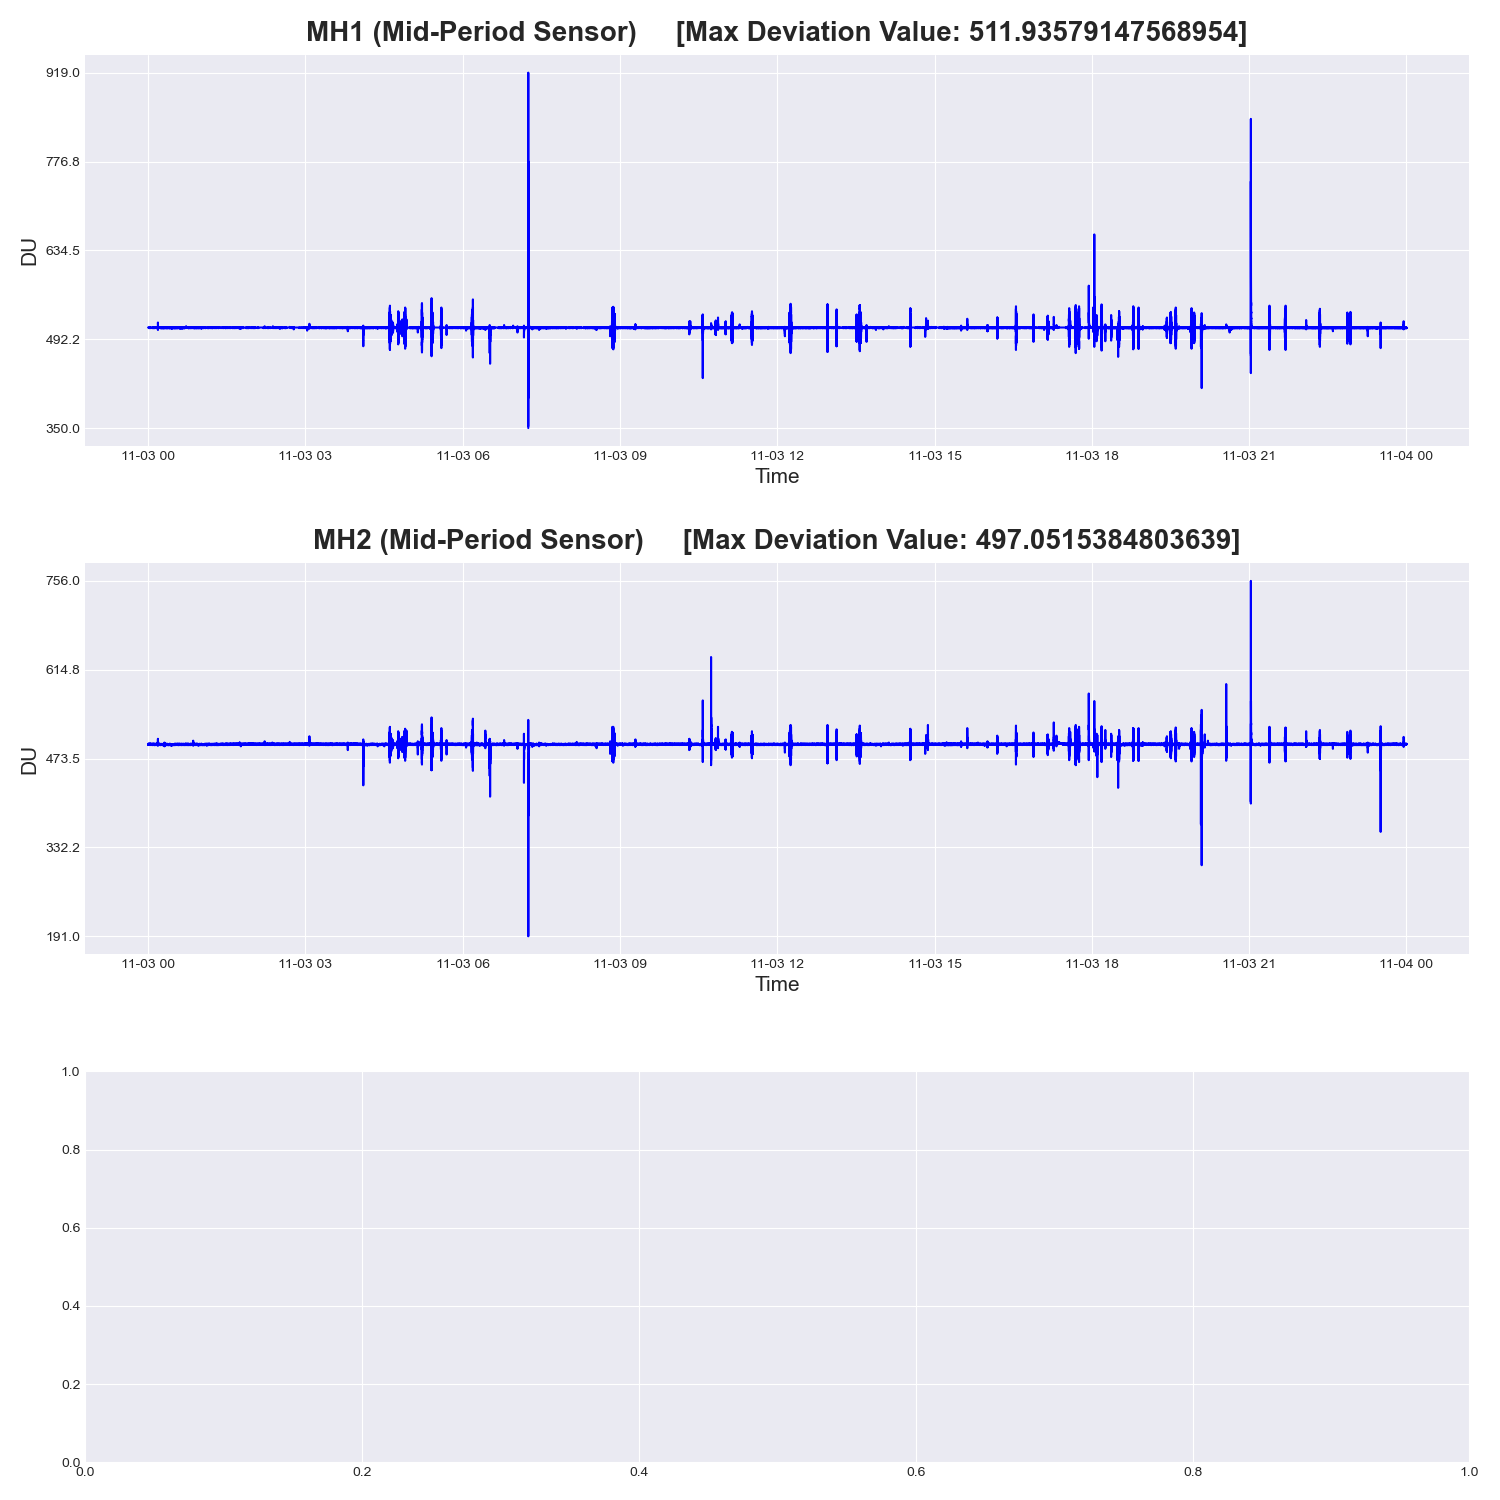 MH1 (Mid-Period Sensor) [Max Deviation Value: 511.93579147568954]
919.0
776.8
634.5
492.2
350.0
DU
11-03 00 11-03 03 11-03 06 11-03 09 11-03 12 11-03 15 11-03 18 11-03 21 11-04 00
Time
MH2 (Mid-Period Sensor) [Max Deviation Value: 497.0515384803639]
756.0
614.8
473.5
332.2
191.0
DU
11-03 00 11-03 03 11-03 06 11-03 09 11-03 12 11-03 15 11-03 18 11-03 21 11-04 00
Time
1.0
0.8
0.6
0.4
0.2
0.0
0.0 0.2 0.4 0.6 0.8 1.0